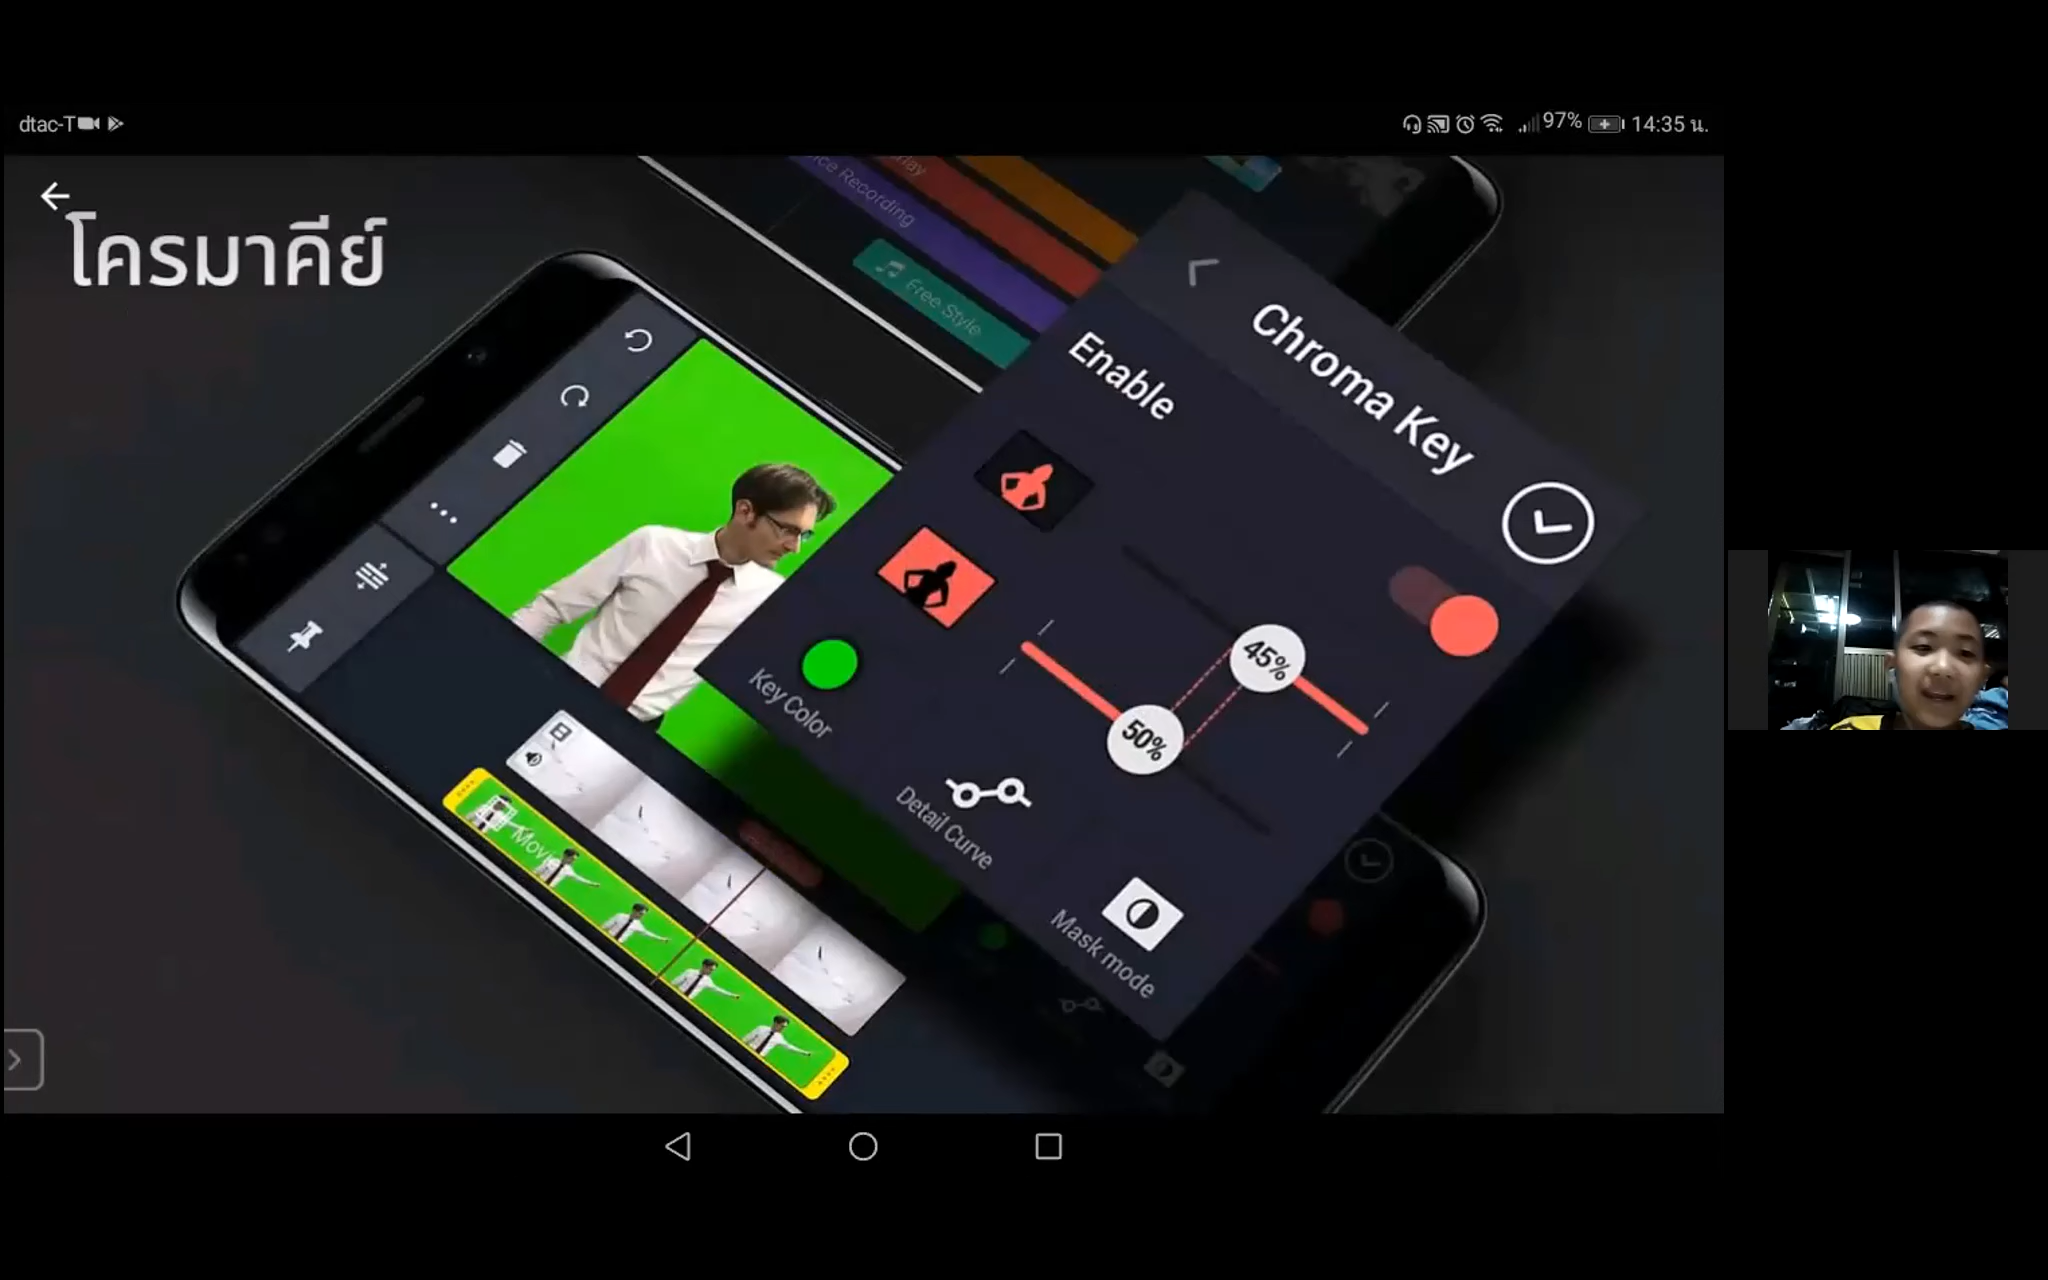 dtac-T
97%
14:35 น.
โครมาคีย์
Recording
Free Style
Chroma Key
Enable
45%
50%
Key Color
Detail Curve
Mask mode